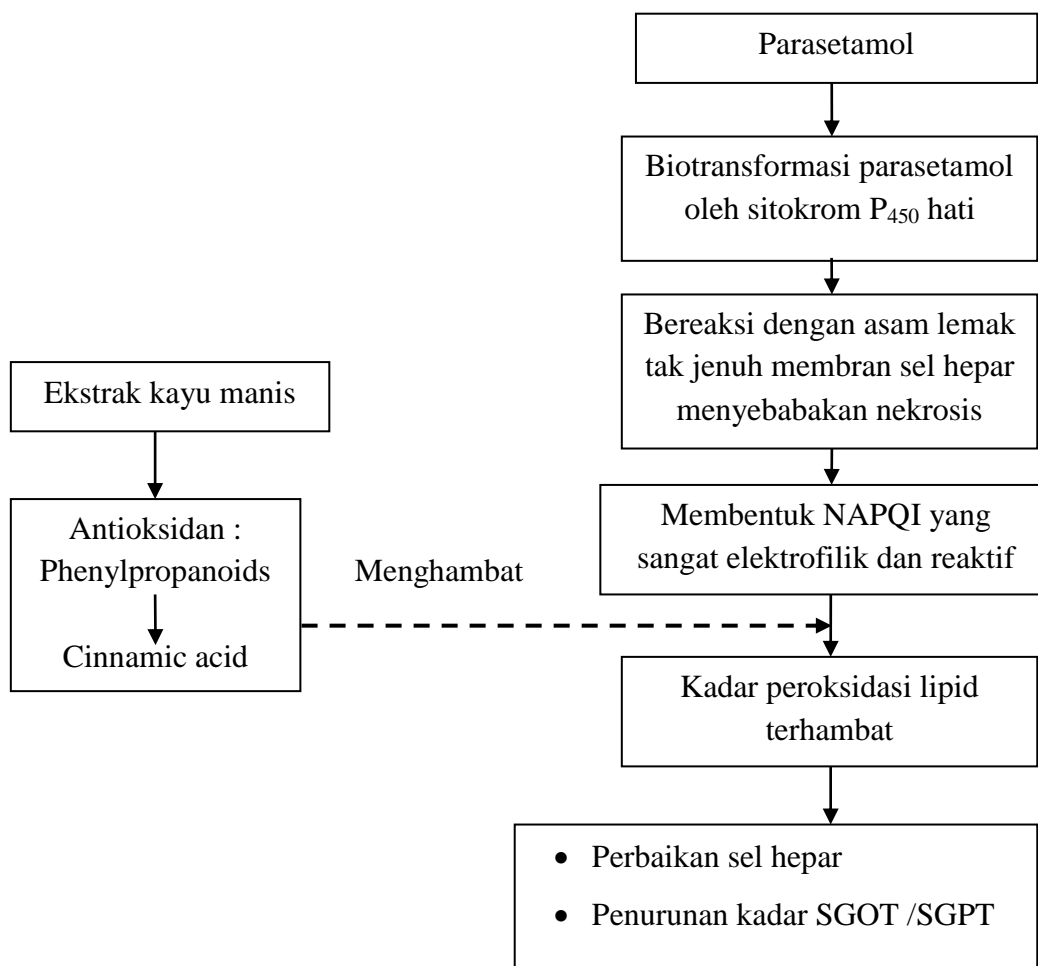 Parasetamol
Biotransformasi parasetamol
oleh sitokrom P₄₅₀ hati
Bereaksi dengan asam lemak
tak jenuh membran sel hepar
menyebabakan nekrosis
Ekstrak kayu manis
Antioksidan :
Phenylpropanoids
Cinnamic acid
Menghambat
Membentuk NAPQI yang
sangat elektrofilik dan reaktif
Kadar peroksidasi lipid
terhambat
• Perbaikan sel hepar
• Penurunan kadar SGOT /SGPT